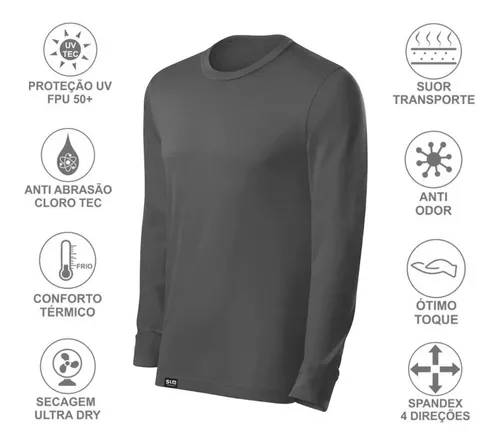 UV
TEC
PROTEÇÃO UV
FPU 50+
ANTI ABRASÃO
CLORO TEC
FRIO
CONFORTO
TÉRMICO
SECAGEM
ULTRA DRY
SUOR
TRANSPORTE
ANTI
ODOR
ÓTIMO
TOQUE
SPANDEX
4 DIREÇÕES